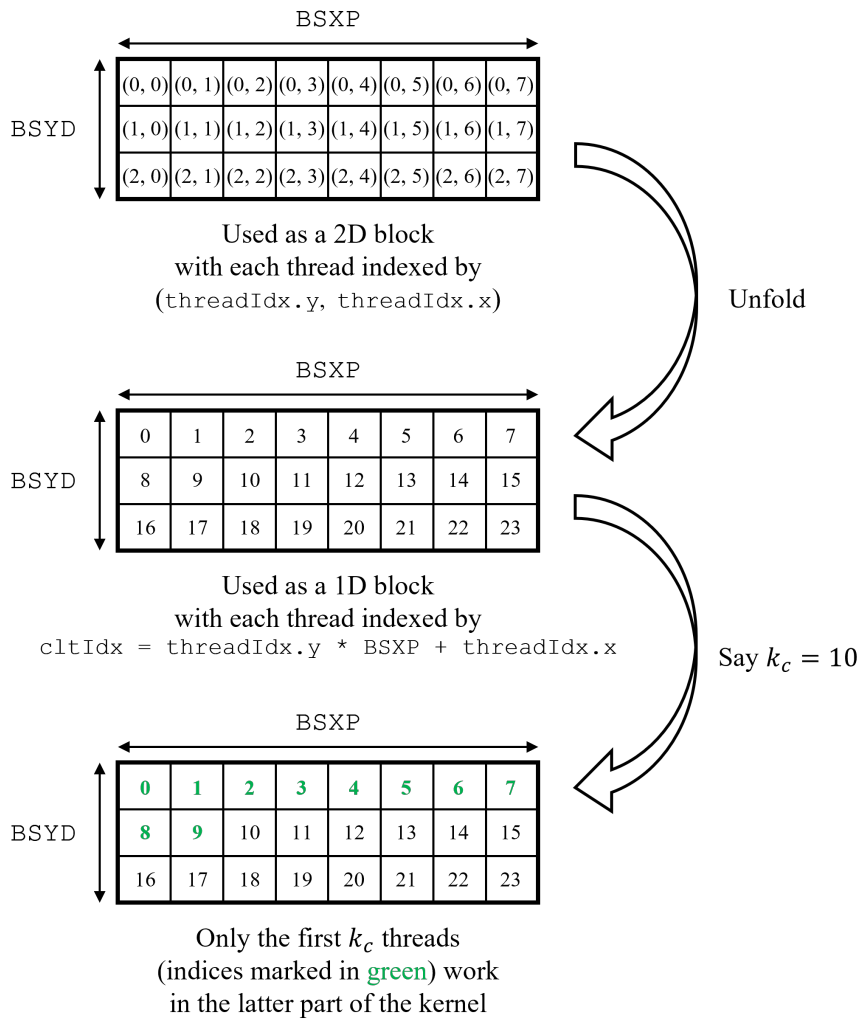 BSXP
BSYD
(0, 0) (0, 1) (0, 2) (0, 3) (0, 4) (0, 5) (0, 6) (0, 7)
(1, 0) (1, 1) (1, 2) (1, 3) (1, 4) (1, 5) (1, 6) (1, 7)
(2, 0) (2, 1) (2, 2) (2, 3) (2, 4) (2, 5) (2, 6) (2, 7)
Used as a 2D block
with each thread indexed by
(threadIdx.y, threadIdx.x)
Unfold
BSXP
BSYD
0 1 2 3 4 5 6 7
8 9 10 11 12 13 14 15
16 17 18 19 20 21 22 23
Used as a 1D block
with each thread indexed by
cltIdx = threadIdx.y * BSXP + threadIdx.x
Say k_c = 10
BSXP
BSYD
0 1 2 3 4 5 6 7
8 9 10 11 12 13 14 15
16 17 18 19 20 21 22 23
Only the first k_c threads
(indices marked in green) work
in the latter part of the kernel